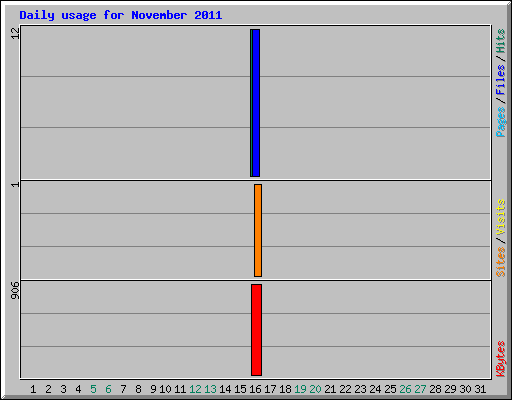 Daily usage for November 2011
12
1
906
Pages / Files / Hits
Sites / Visits
KBytes
1 2 3 4 5 6 7 8 9 10 11 12 13 14 15 16 17 18 19 20 21 22 23 24 25 26 27 28 29 30 31